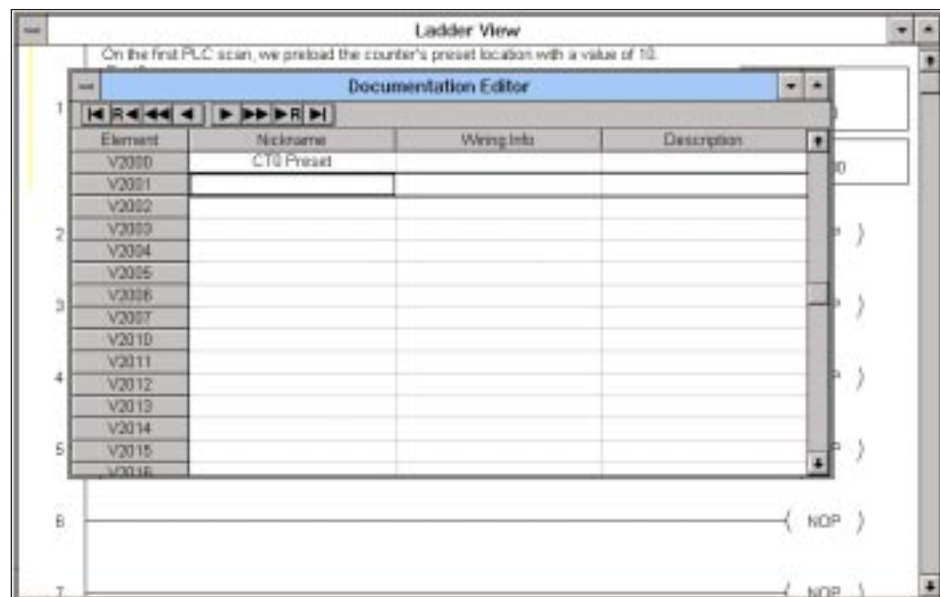 Ladder View
On the first PLC scan, we preload the counter's preset location with a value of 10.
Documentation Editor
R R
Element Nickname Wiring Info Description
V2000 CT0 Preset
V2001
V2002
V2003
V2004
V2005
V2006
V2007
V2010
V2011
V2012
V2013
V2014
V2015
V2016
1
2
3
4
5
6 NOP
7 NOP